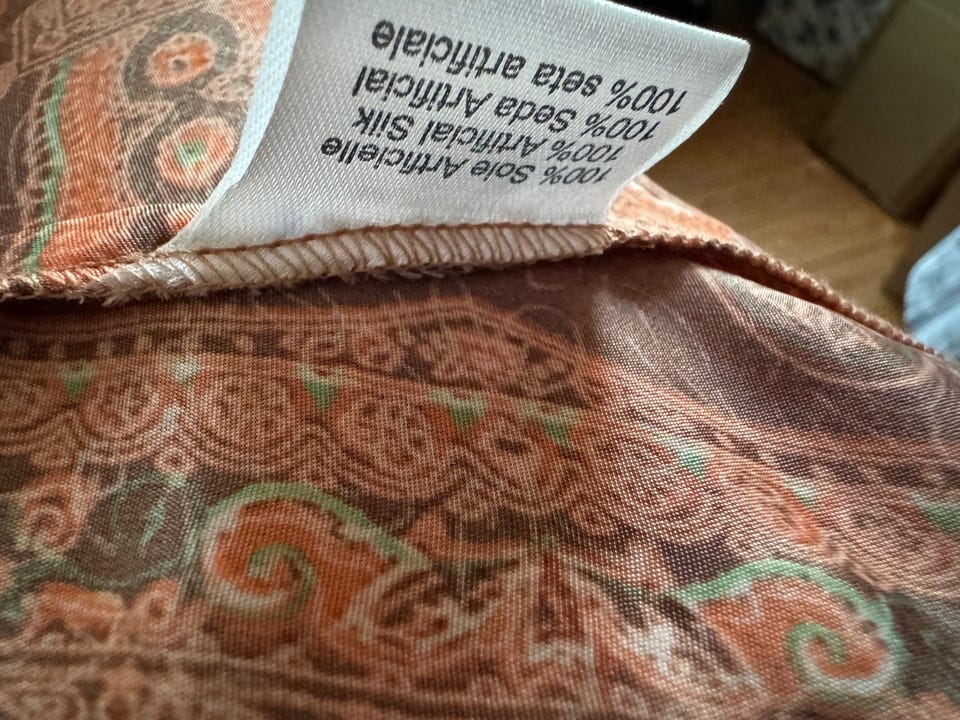 100% Soie Artificielle
100% Artificial Silk
100% Seda Artificial
100% seta artificiale